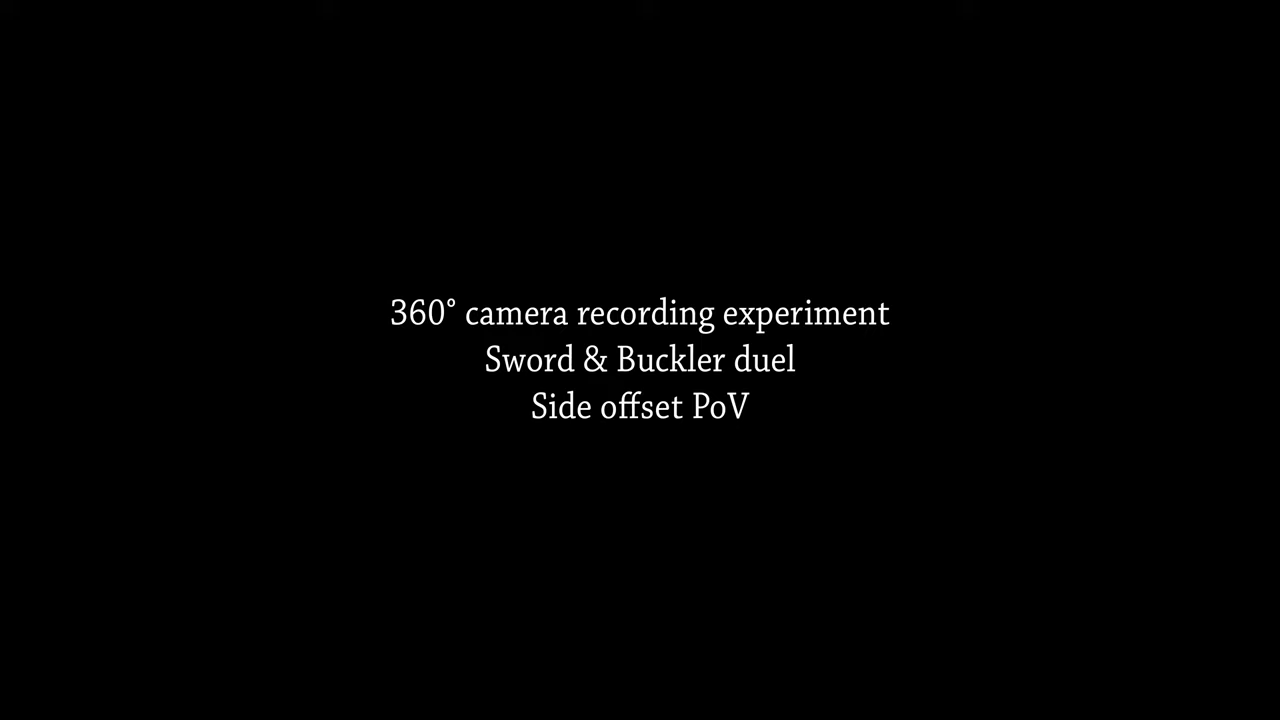 360° camera recording experiment
Sword & Buckler duel
Side offset PoV